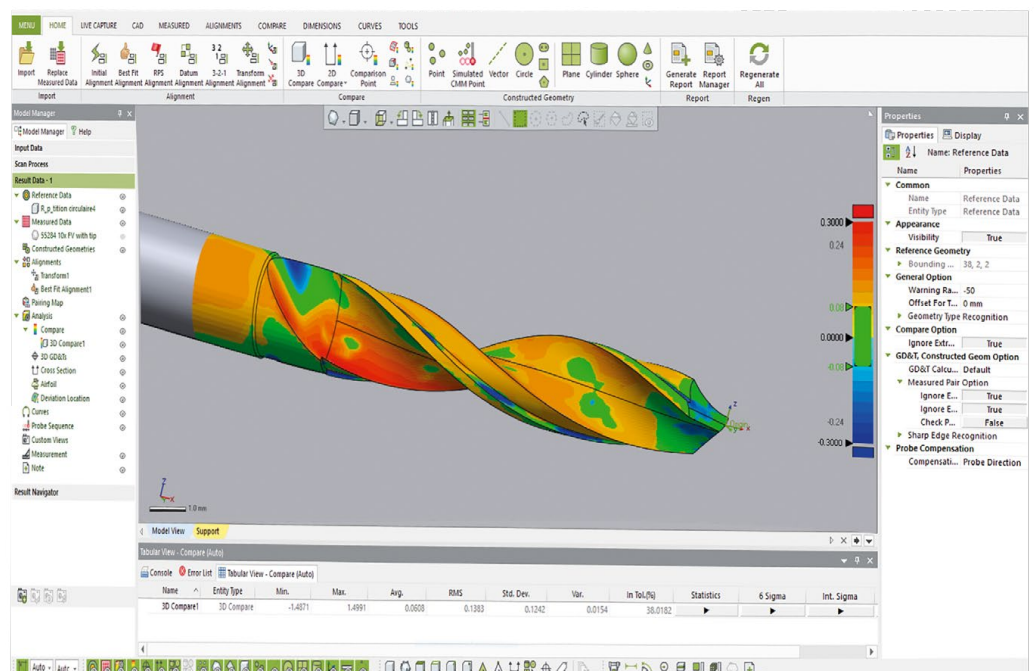 MENU HOME LIVE CAPTURE CAD MEASURED ALIGNMENTS COMPARE DIMENSIONS CURVES TOOLS
Import Replace Measured Data Initial Alignment Best Fit Alignment RPS Alignment Datum Alignment 3-2-1 Alignment Transform Alignment 3D Compare 2D Compare Comparison Point Point Simulated CMM Point Vector Circle Plane Cylinder Sphere Generate Report Report Manager Regenerate All
Import Alignment Compare Constructed Geometry Report Regen
Model Manager
Model Manager Help
Input Data
Scan Process
Result Data - 1
Reference Data
R_p_tition circulaire4
Measured Data
55284 10x FV with tip
Constructed Geometries
Alignments
Transform1
Best Fit Alignment1
Pairing Map
Analysis
Compare
3D Compare1
3D GD&Ts
Cross Section
Airfoil
Deviation Location
Curves
Probe Sequence
Custom Views
Measurement
Note
Result Navigator
0.3000
0.24
0.08
0.0000
-0.08
-0.24
-0.3000
Z
X
1.0 mm
Z
X
Model View Support
Properties
Properties Display
Name: Reference Data
Name Properties
Common
Name Reference Data
Entity Type Reference Data
Appearance
Visibility True
Reference Geometry
Bounding ... 38, 2, 2
General Option
Warning Ra... -50
Offset For T... 0 mm
Geometry Type Recognition
Compare Option
Ignore Extr... True
GD&T, Constructed Geom Option
GD&T Calcu... Default
Measured Pair Option
Ignore E... True
Ignore E... True
Check P... False
Sharp Edge Recognition
Probe Compensation
Compensati... Probe Direction
Tabular View - Compare (Auto)
Console Error List Tabular View - Compare (Auto)
Name Entity Type Min. Max. Avg. RMS Std. Dev. Var. In Tol.(%) Statistics 6 Sigma Int. Sigma
3D Compare1 3D Compare -1.4871 1.4991 0.0608 0.1383 0.1242 0.0154 38.0182
Auto